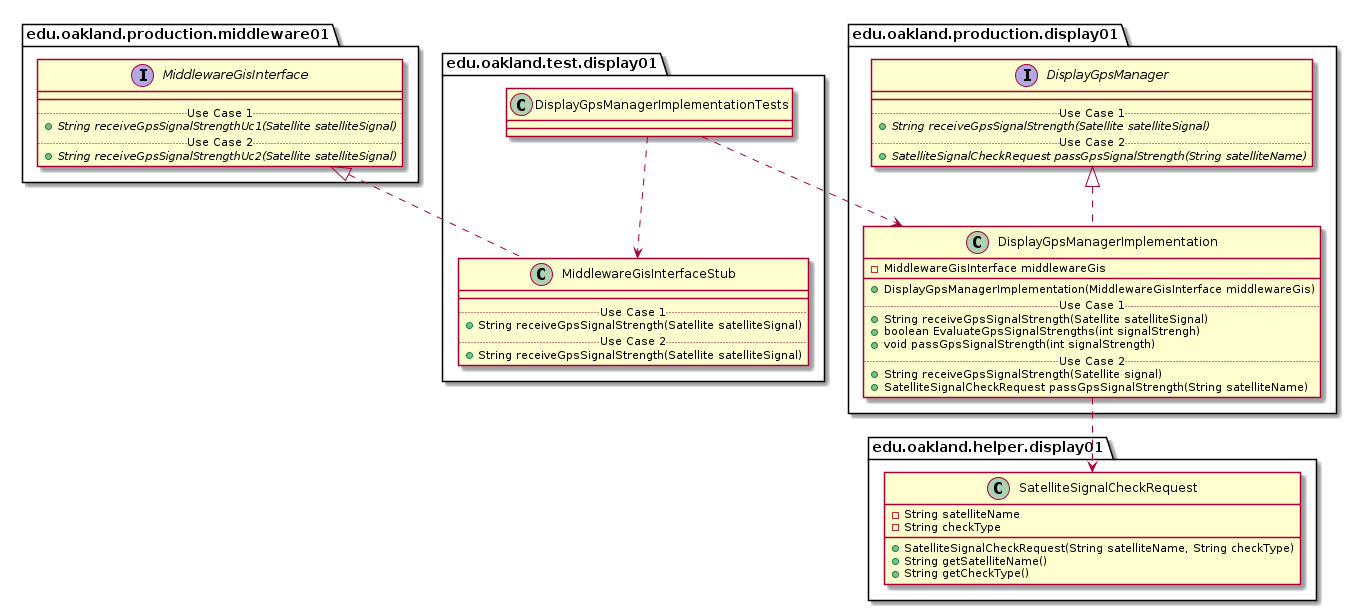 edu.oakland.production.middleware01
I MiddlewareGisInterface
Use Case 1
String receiveGpsSignalStrengthUc1(Satellite satelliteSignal)
Use Case 2
String receiveGpsSignalStrengthUc2(Satellite satelliteSignal)
edu.oakland.test.display01
C DisplayGpsManagerImplementationTests
C MiddlewareGisInterfaceStub
Use Case 1
String receiveGpsSignalStrength(Satellite satelliteSignal)
Use Case 2
String receiveGpsSignalStrength(Satellite satelliteSignal)
edu.oakland.production.display01
I DisplayGpsManager
Use Case 1
String receiveGpsSignalStrength(Satellite satelliteSignal)
Use Case 2
SatelliteSignalCheckRequest passGpsSignalStrength(String satelliteName)
C DisplayGpsManagerImplementation
MiddlewareGisInterface middlewareGis
DisplayGpsManagerImplementation(MiddlewareGisInterface middlewareGis)
Use Case 1
String receiveGpsSignalStrength(Satellite satelliteSignal)
boolean EvaluateGpsSignalStrengths(int signalStrengh)
void passGpsSignalStrength(int signalStrength)
Use Case 2
String receiveGpsSignalStrength(Satellite signal)
SatelliteSignalCheckRequest passGpsSignalStrength(String satelliteName)
edu.oakland.helper.display01
C SatelliteSignalCheckRequest
String satelliteName
String checkType
SatelliteSignalCheckRequest(String satelliteName, String checkType)
String getSatelliteName()
String getCheckType()